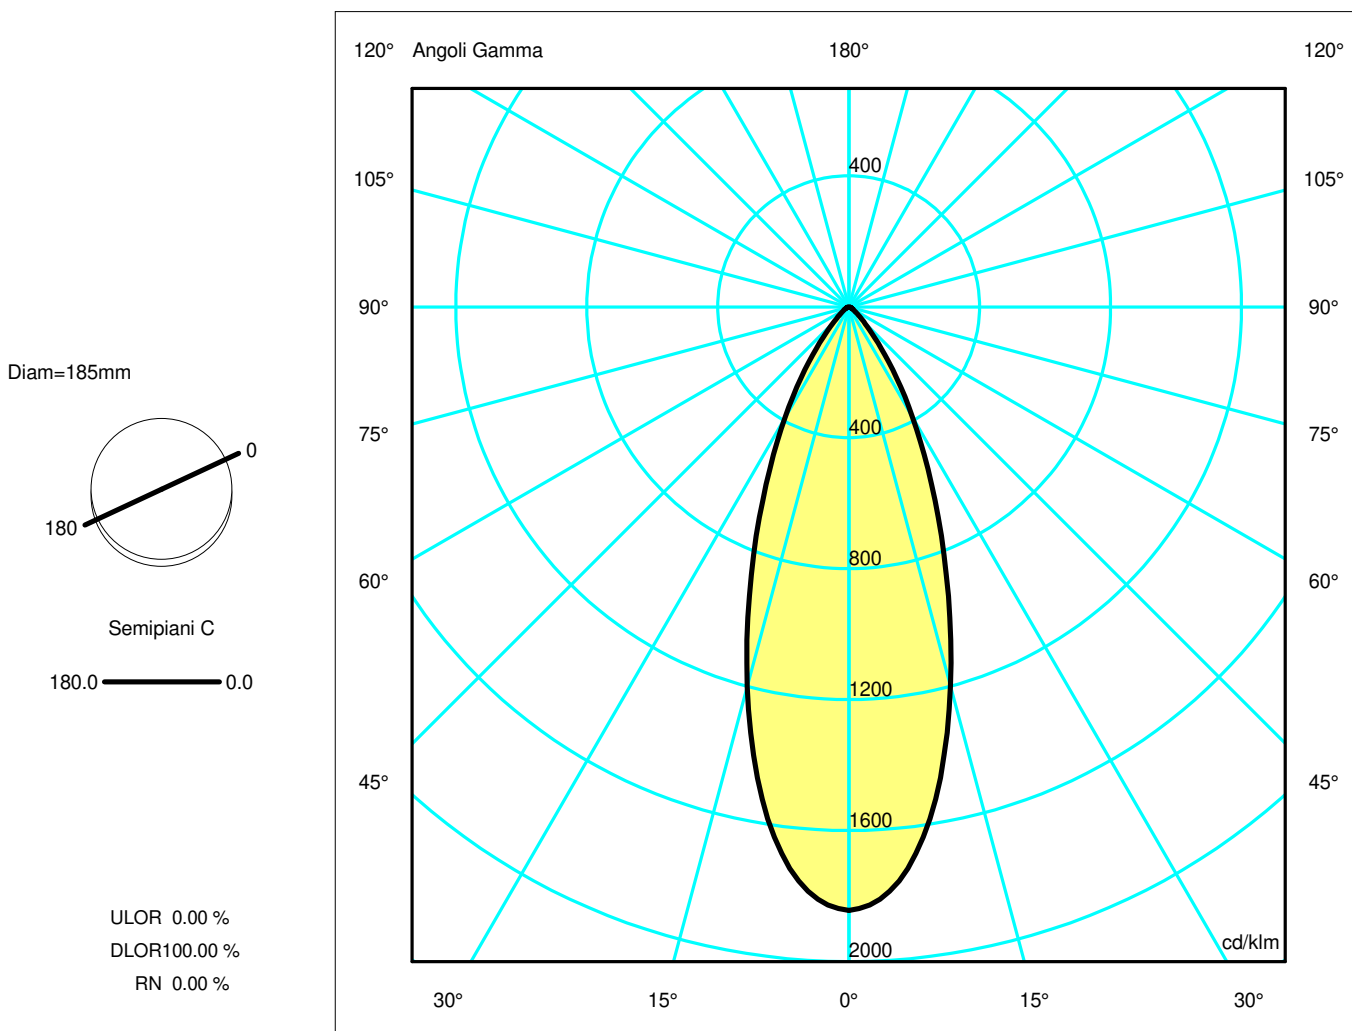 120° Angoli Gamma 180° 120°
400
105° 105°
90° 90°
Diam=185mm
0
180
400
75° 75°
800
60° 60°
Semipiani C
180.0 0.0
1200
45° 45°
1600
ULOR 0.00 %
DLOR100.00 %
RN 0.00 %
2000 cd/klm
30° 15° 0° 15° 30°